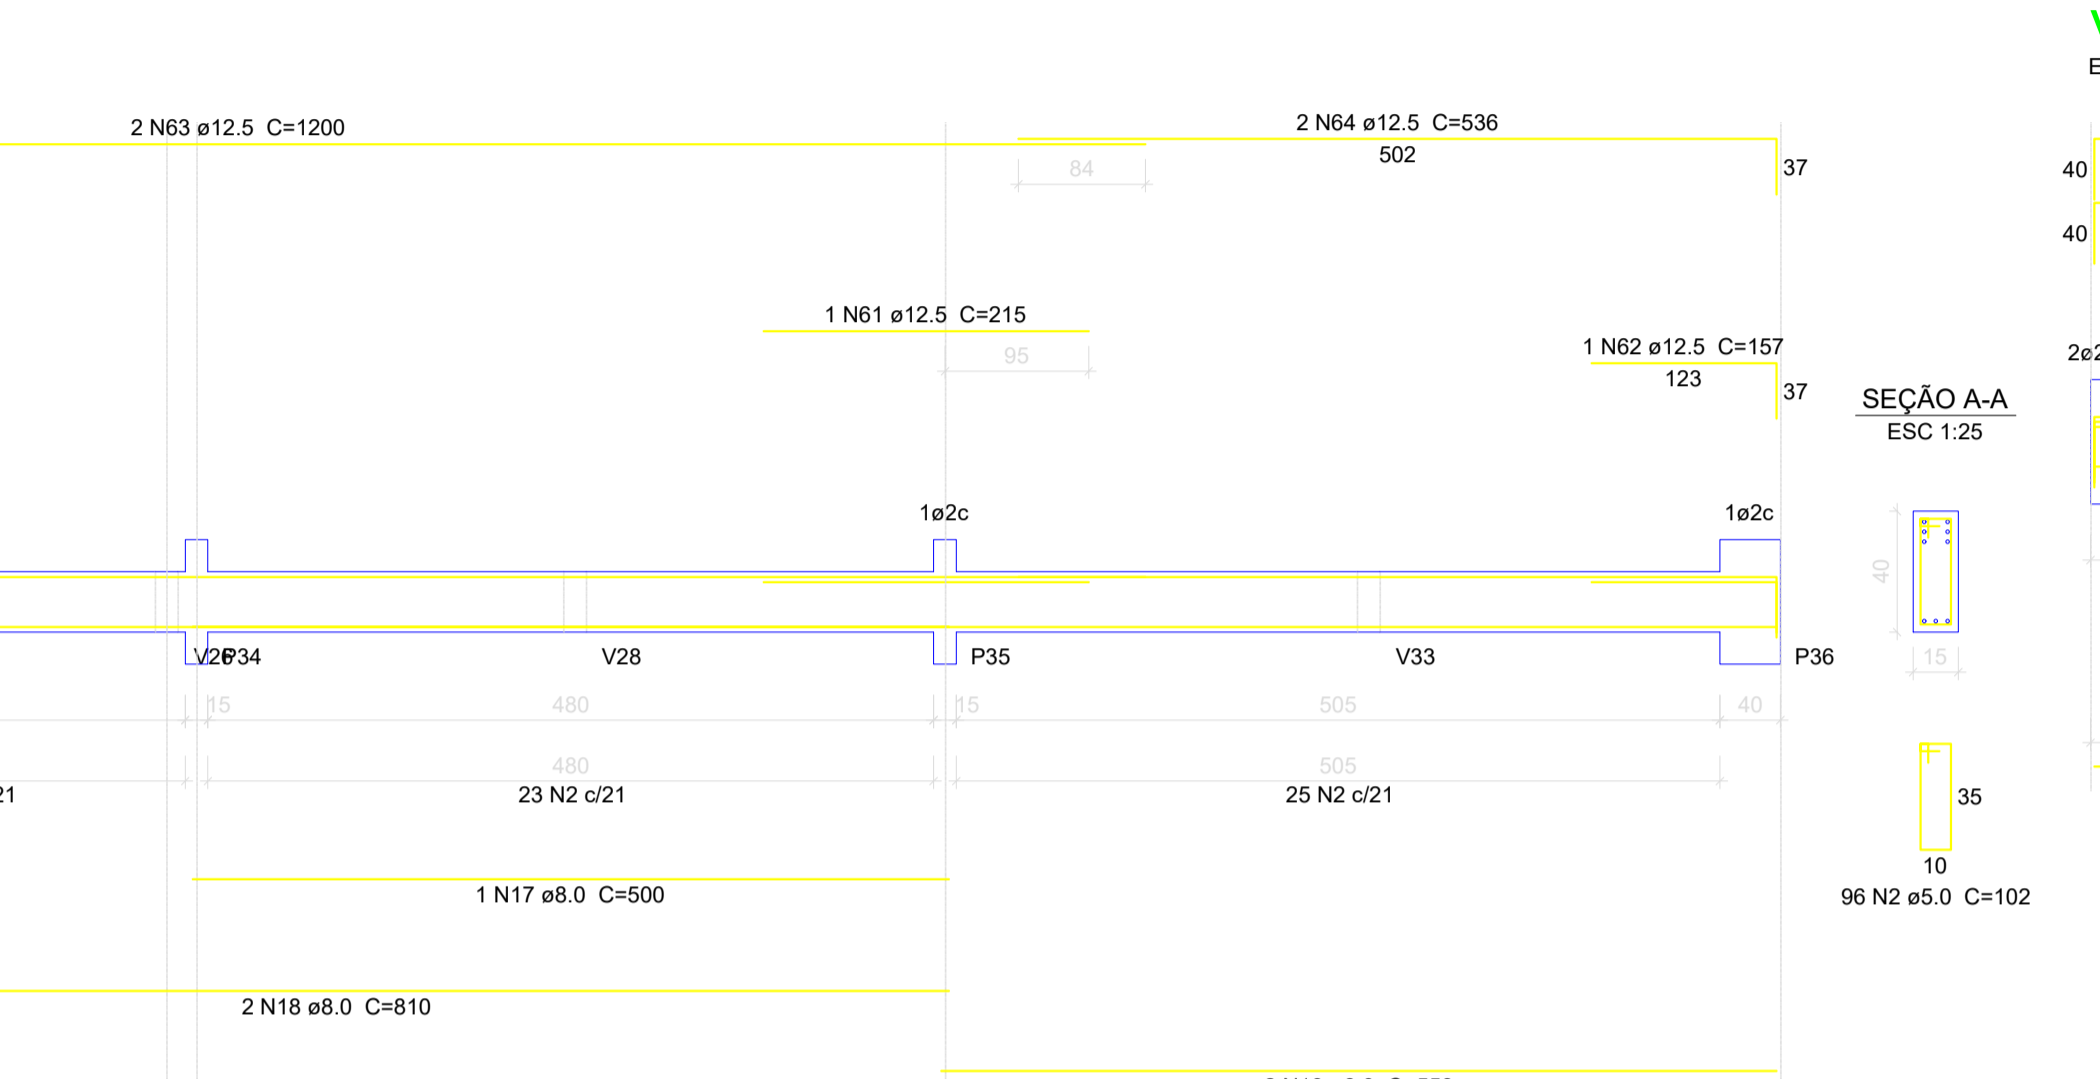 2 N63 ø12.5 C=1200
2 N64 ø12.5 C=536
502
37
84
40
40
1 N61 ø12.5 C=215
95
1 N62 ø12.5 C=157
123
37
SEÇÃO A-A
ESC 1:25
1ø2c
1ø2c
40
15
V26
P34
V28
P35
V33
P36
15
480
15
505
40
480
505
21
23 N2 c/21
25 N2 c/21
35
10
96 N2 ø5.0 C=102
1 N17 ø8.0 C=500
2 N18 ø8.0 C=810